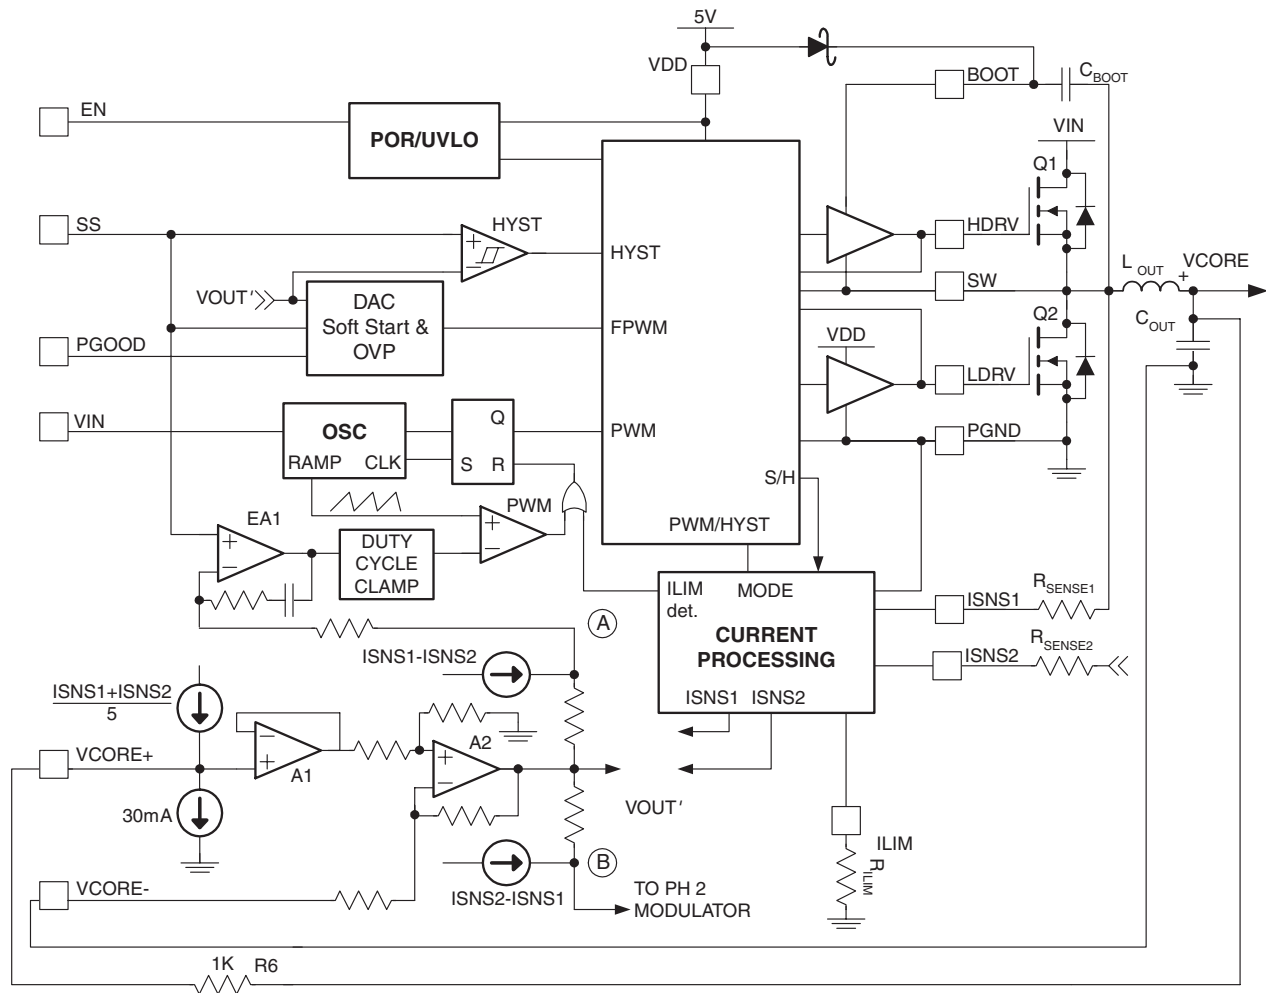 5V
VDD
BOOT
C BOOT
EN
POR/UVLO
VIN
Q1
SS
HYST
HDRV
HYST
L OUT
+
VCORE
VOUT'
DAC
Soft Start &
OVP
SW
FPWM
VDD
Q2
C OUT
PGOOD
LDRV
VIN
OSC
RAMP CLK
Q
S R
PWM
PGND
S/H
PWM
+
−
PWM/HYST
EA1
+
−
DUTY
CYCLE
CLAMP
ILIM
det.
MODE
CURRENT
PROCESSING
ISNS1 ISNS2
ISNS1
R SENSE1
ISNS2
R SENSE2
A
ISNS1-ISNS2
ISNS1+ISNS2
5
VCORE+
−
+
A1
A2
+
−
30mA
VOUT'
ILIM
R ILIM
B
ISNS2-ISNS1
VCORE-
TO PH 2
MODULATOR
1K R6